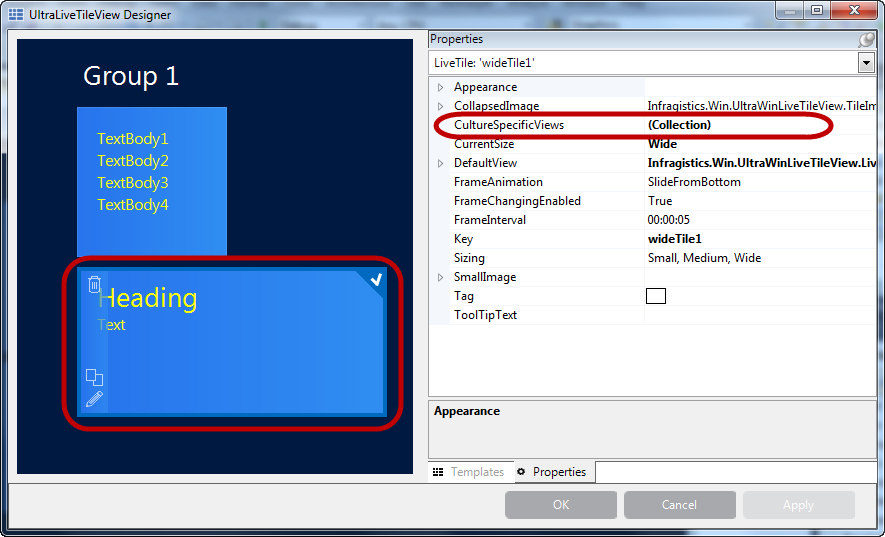 UltraLiveTileView Designer
Group 1
TextBody1
TextBody2
TextBody3
TextBody4
Heading
Text
Properties
LiveTile: 'wideTile1'
Appearance
CollapsedImage Infragistics.Win.UltraWinLiveTileView.TileIm
CultureSpecificViews (Collection)
CurrentSize Wide
DefaultView Infragistics.Win.UltraWinLiveTileView.Liv
FrameAnimation SlideFromBottom
FrameChangingEnabled True
FrameInterval 00:00:05
Key wideTile1
Sizing Small, Medium, Wide
SmallImage
Tag
ToolTipText
Appearance
Templates Properties
OK Cancel Apply